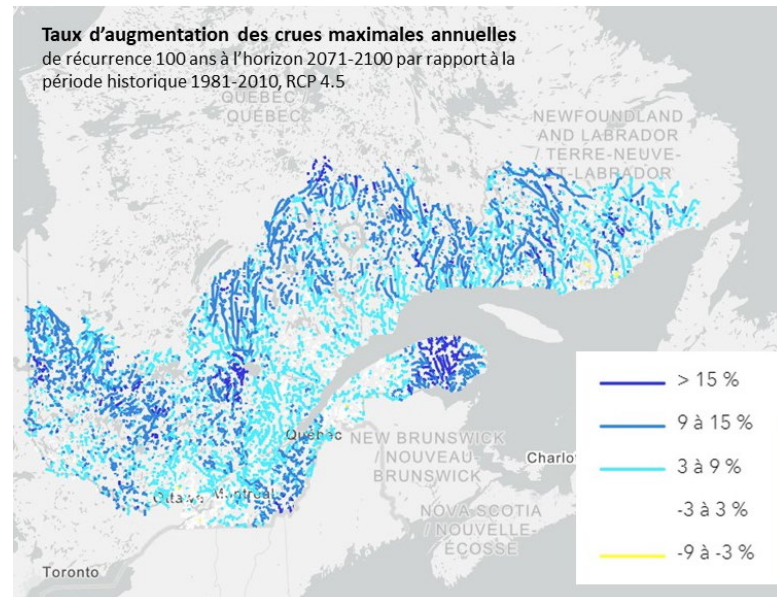 Taux d'augmentation des crues maximales annuelles
de récurrence 100 ans à l'horizon 2071-2100 par rapport à la
période historique 1981-2010, RCP 4.5
QUÉBEC /
QUÉBEC
NEWFOUNDLAND
AND LABRADOR
/ TERRE-NEUVE-
ET-LABRADOR
> 15 %
9 à 15 %
3 à 9 %
-3 à 3 %
-9 à -3 %
Québec
NEW BRUNSWICK
/ NOUVEAU-
BRUNSWICK
Charlot
Ottawa
Montréal
NOVA SCOTIA
/ NOUVELLE-
ÉCOSSE
Toronto